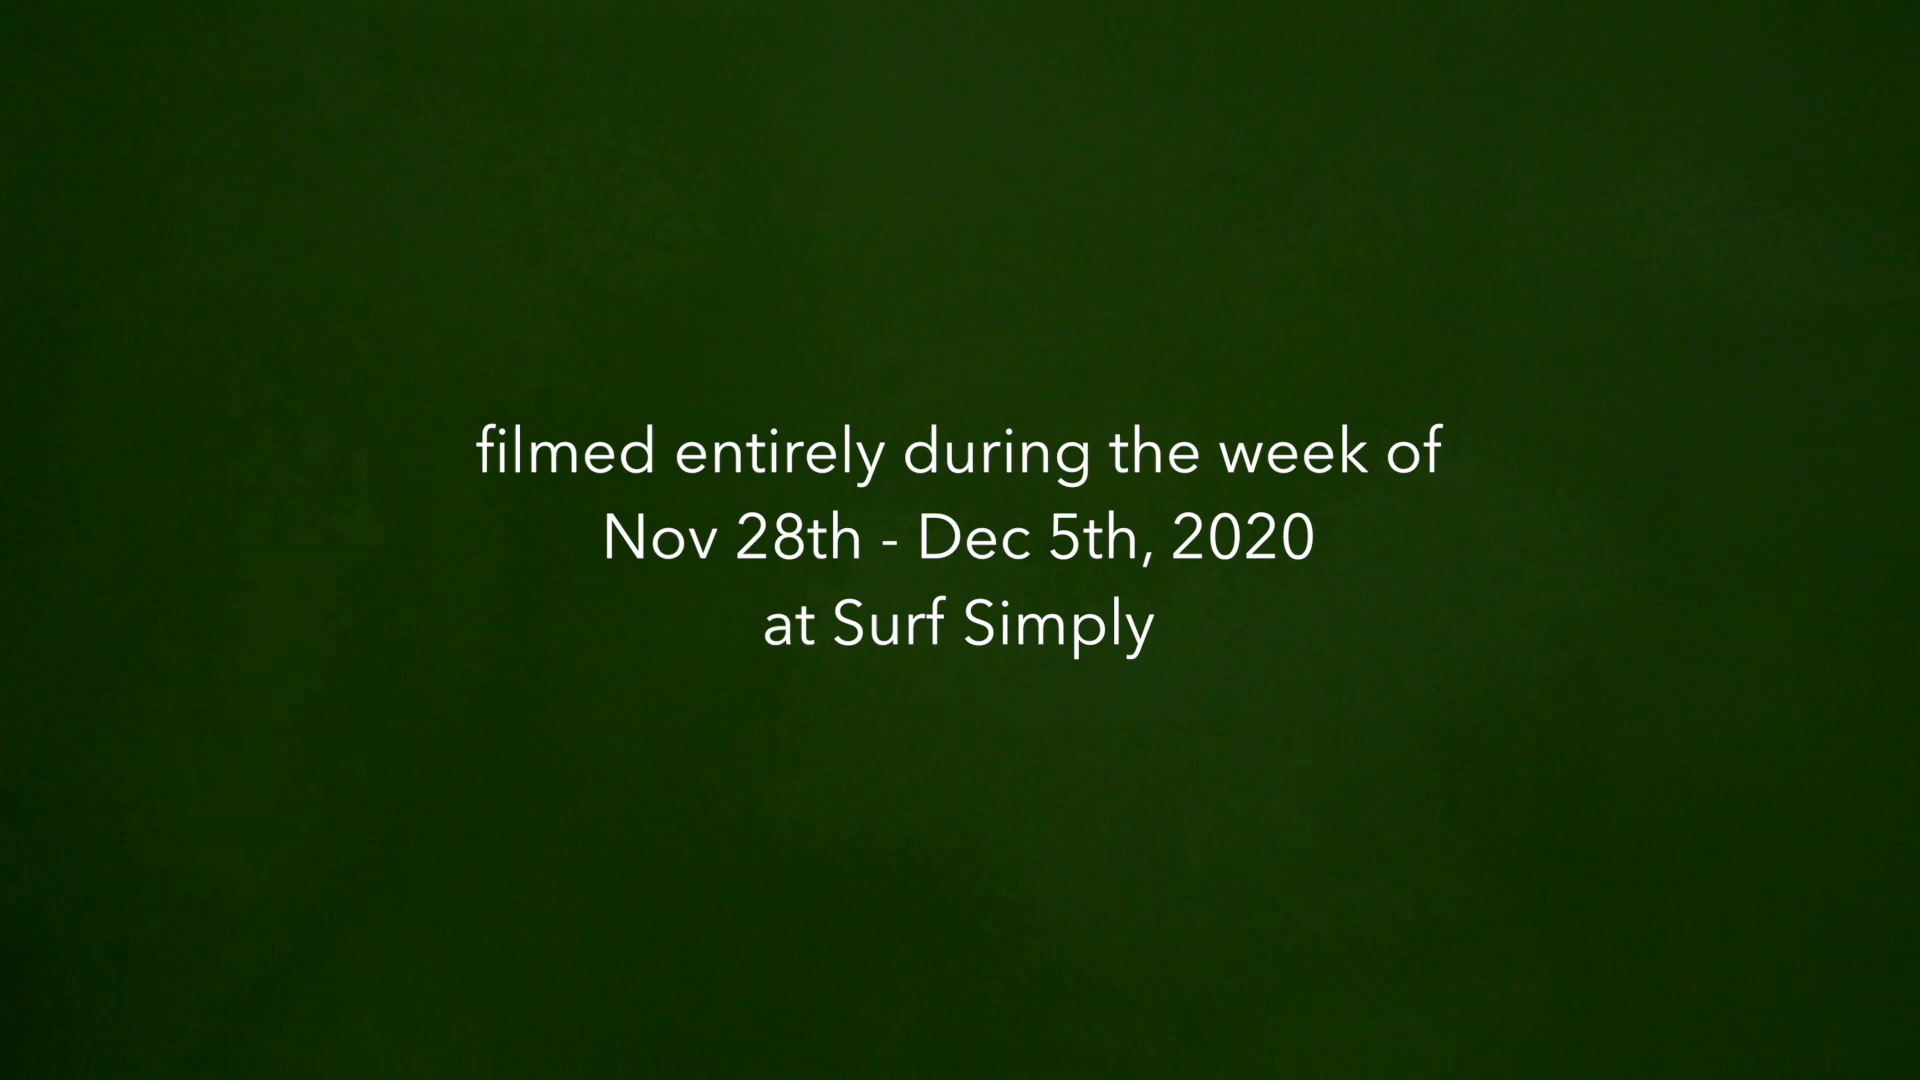 filmed entirely during the week of
Nov 28th - Dec 5th, 2020
at Surf Simply